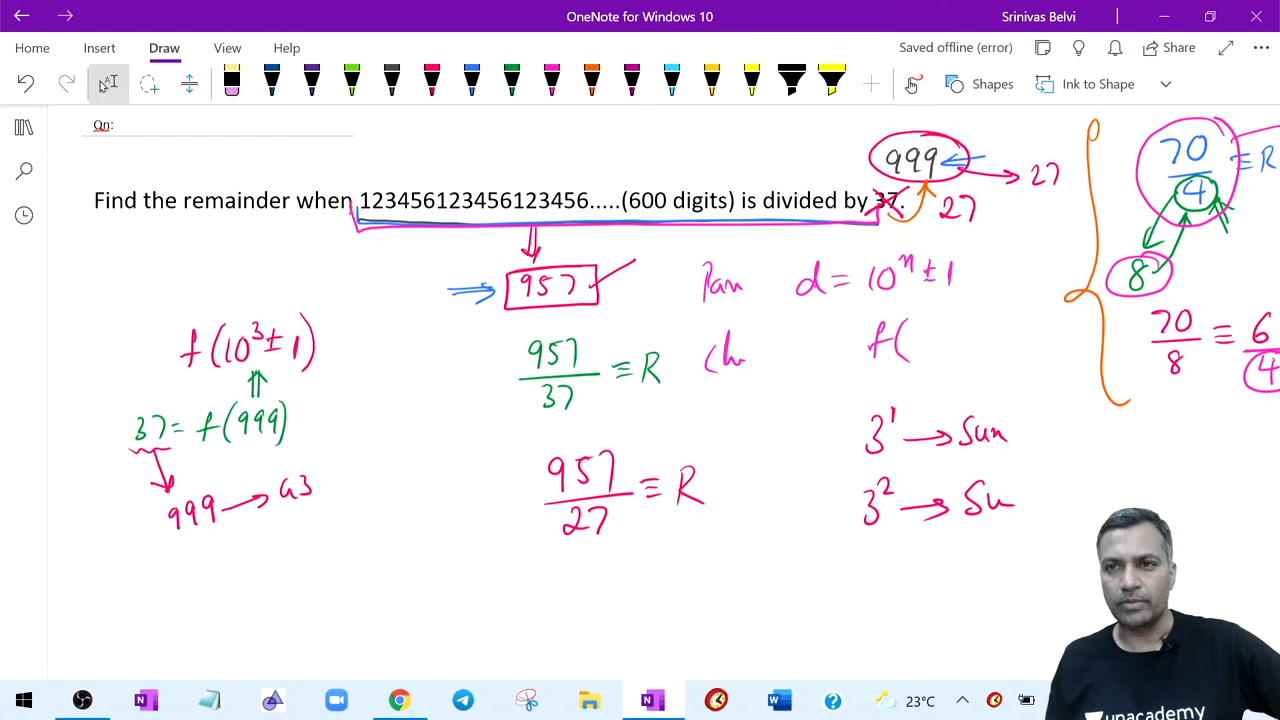 OneNote for Windows 10
Srinivas Belvi
Home Insert Draw View Help
Saved offline (error)
Share
Shapes
Ink to Shape
Qn:
999 27
Find the remainder when 123456123456123456.....(600 digits) is divided by 37.
27
957
70
4
≡ R
8
70/8 ≡ 6
4
d = 10ⁿ ± 1
f(
f(10³ ± 1)
37 = f(999)
999 → G3
957/37 ≡ R
957/27 ≡ R
3¹ → Sun
3² → Su
23°C
unacademy